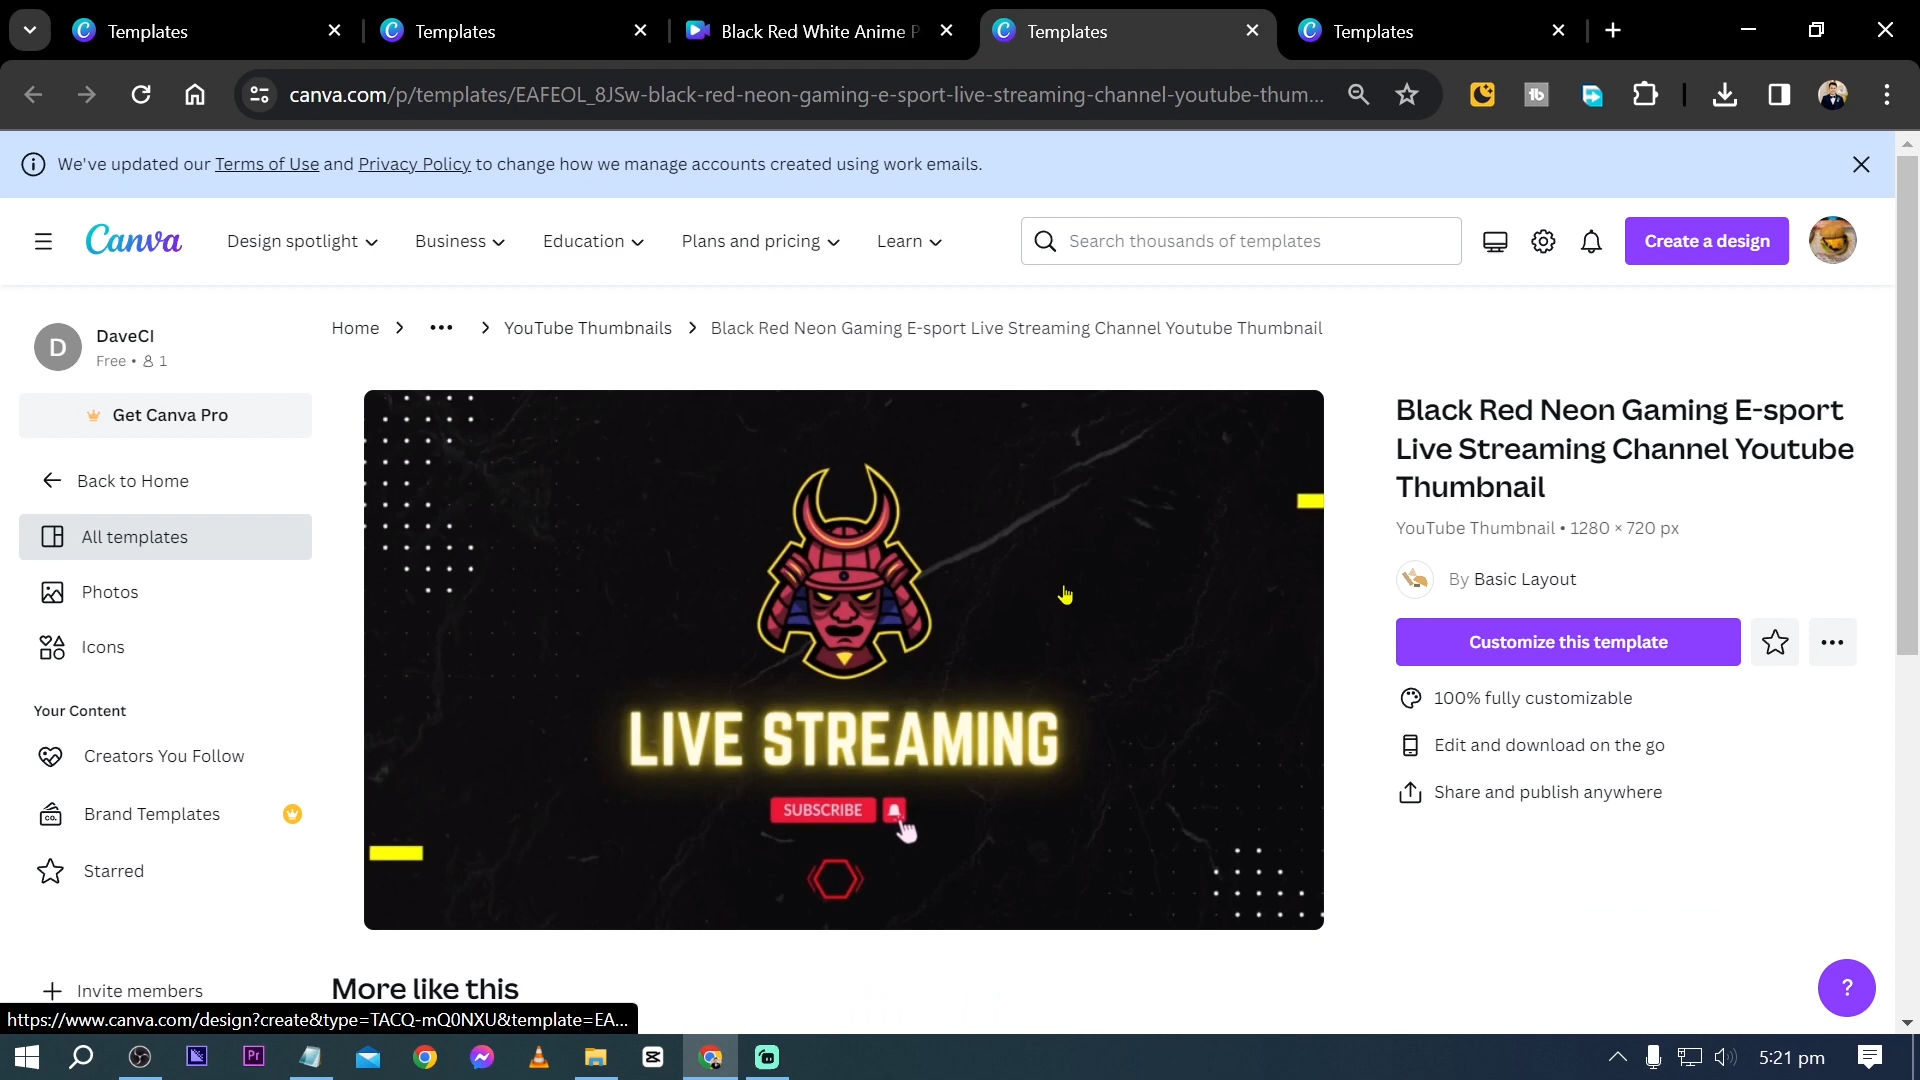 Templates
Templates
Black Red White Anime P
Templates
Templates
canva.com/p/templates/EAFEOL_8JSw-black-red-neon-gaming-e-sport-live-streaming-channel-youtube-thum...
We've updated our Terms of Use and Privacy Policy to change how we manage accounts created using work emails.
Canva
Design spotlight
Business
Education
Plans and pricing
Learn
Search thousands of templates
Create a design
D
DaveCI
Free • 1
Get Canva Pro
Back to Home
All templates
Photos
Icons
Your Content
Creators You Follow
CO.
Brand Templates
Starred
Invite members
Home > ••• > YouTube Thumbnails > Black Red Neon Gaming E-sport Live Streaming Channel Youtube Thumbnail
LIVE STREAMING
SUBSCRIBE
Black Red Neon Gaming E-sport
Live Streaming Channel Youtube
Thumbnail
YouTube Thumbnail • 1280 × 720 px
By Basic Layout
Customize this template
100% fully customizable
Edit and download on the go
Share and publish anywhere
More like this
?
https://www.canva.com/design?create&type=TACQ-mQ0NXU&template=EA...
Pr
5:21 pm